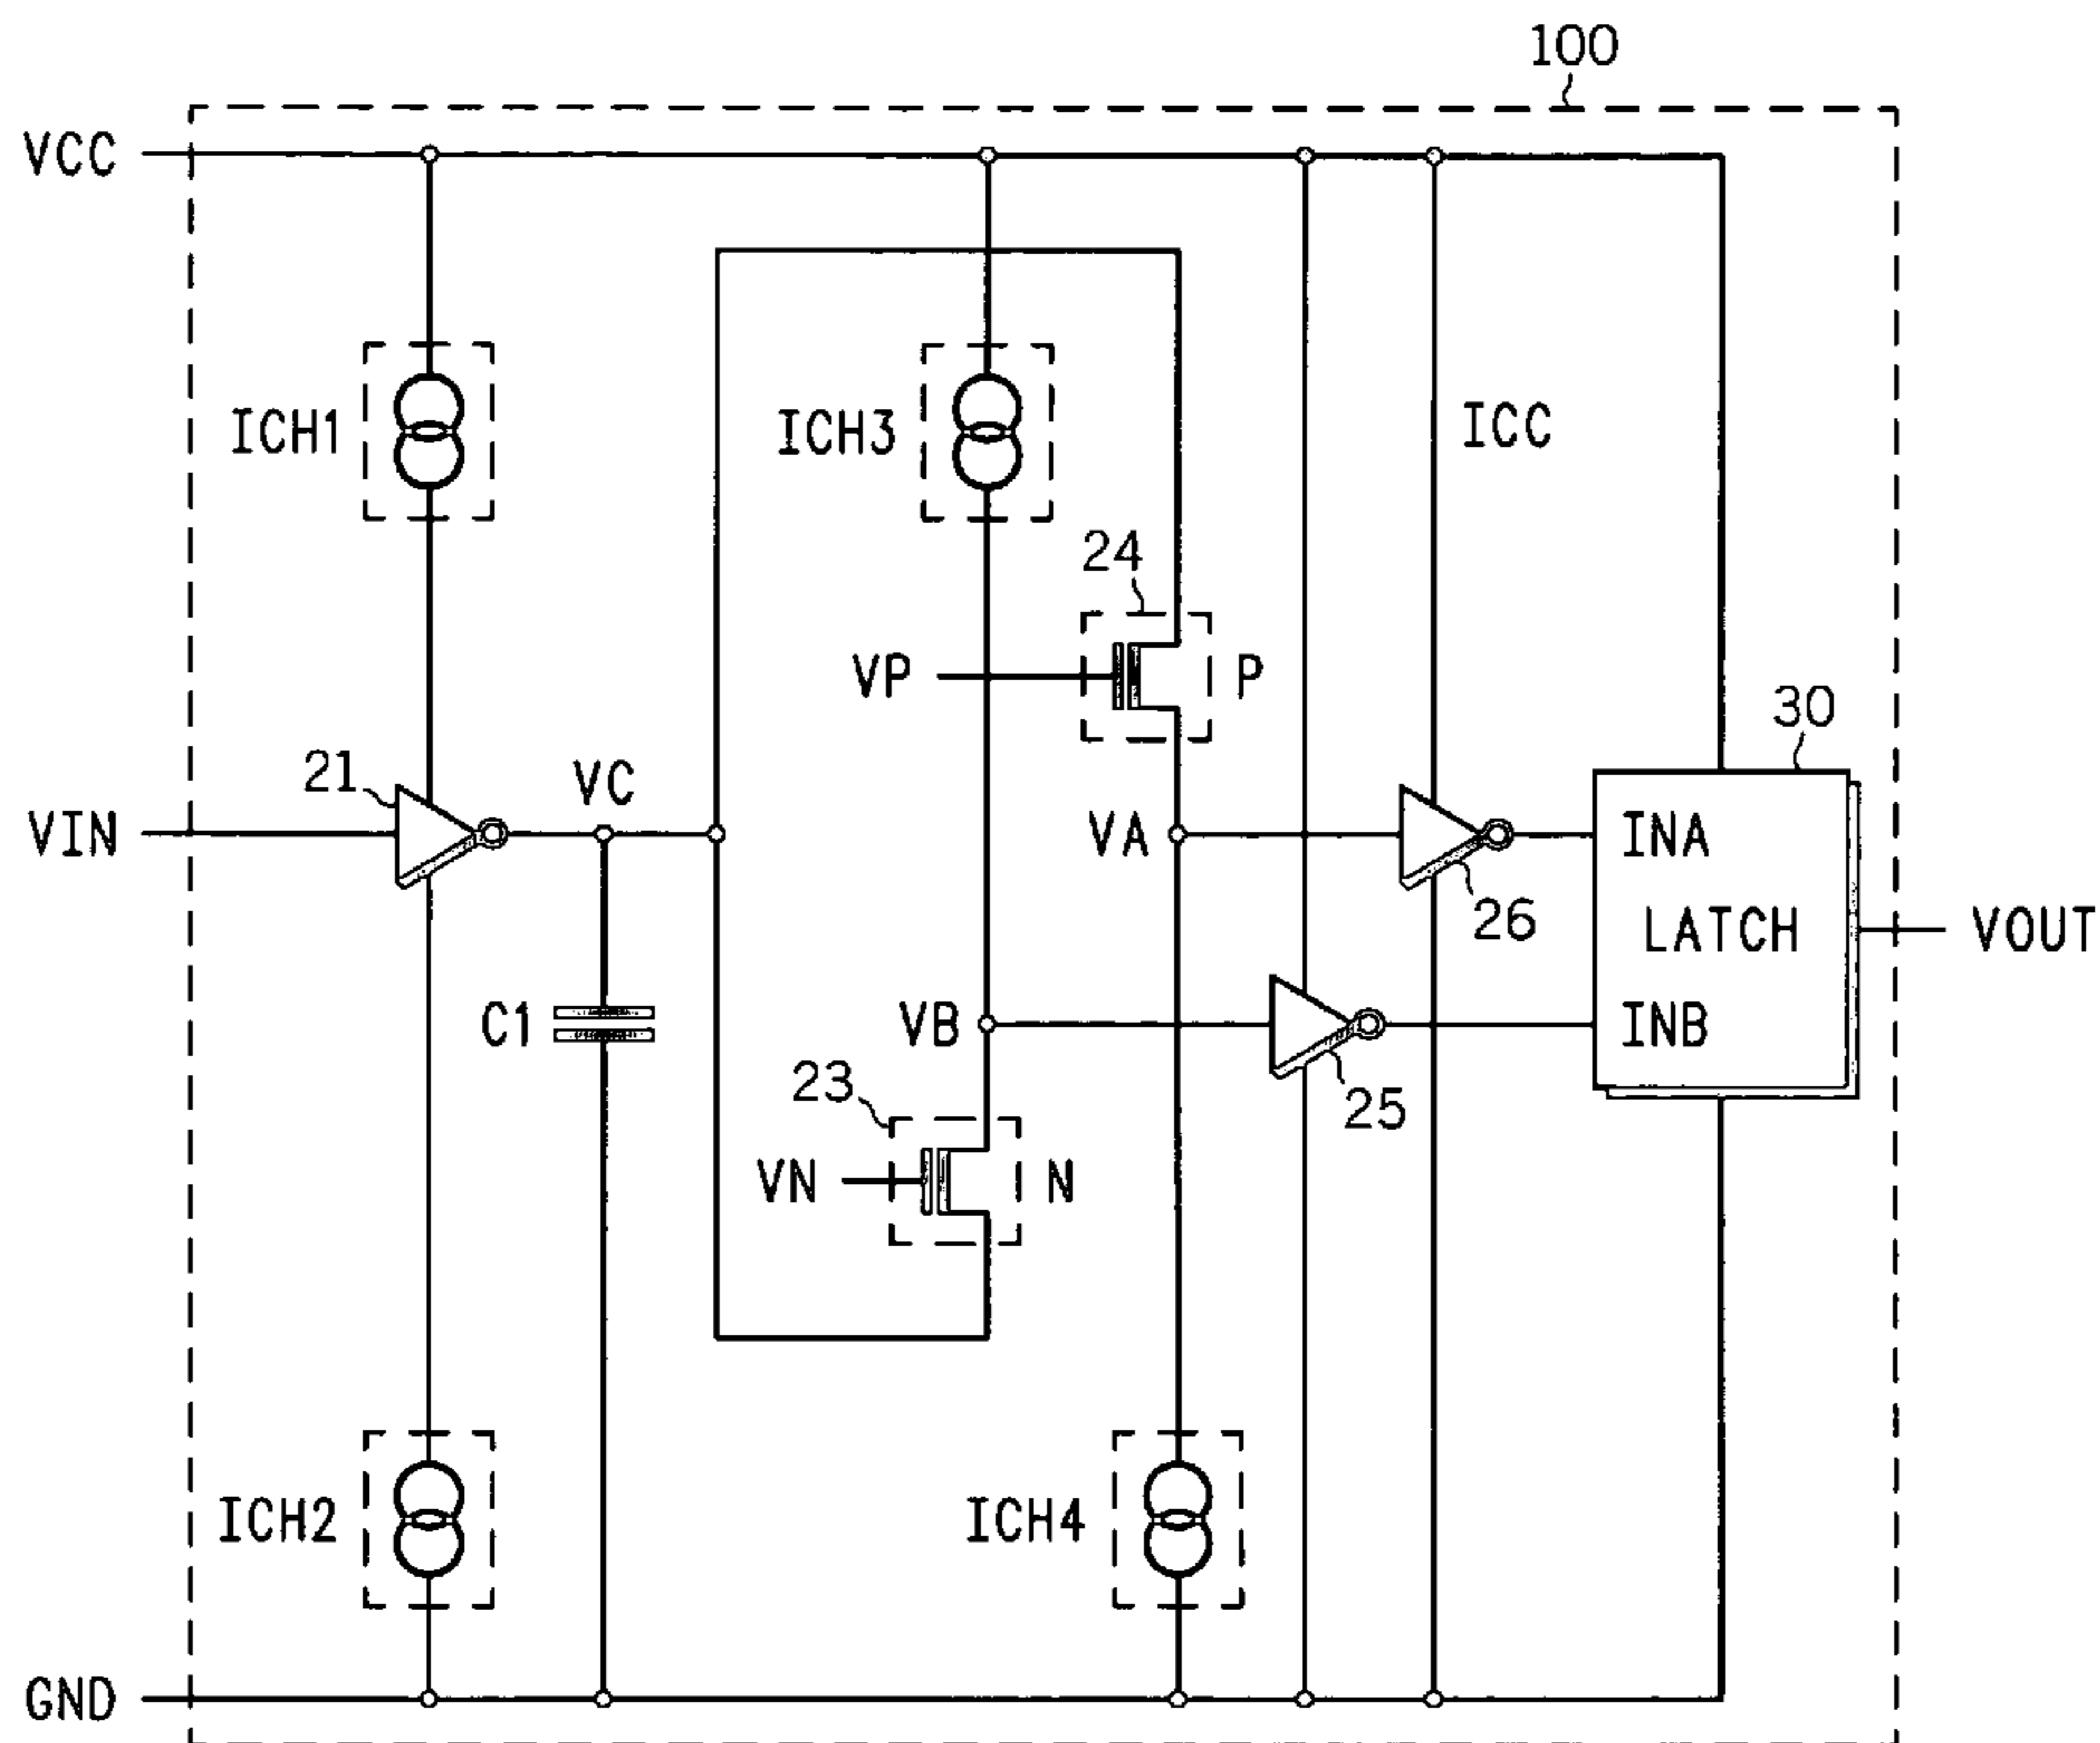 100
VCC
ICH1
ICH3
ICC
24
VP
P
30
21
VC
VIN
VA
INA
26
LATCH
VOUT
C1
VB
INB
23
25
VN
N
ICH2
ICH4
GND